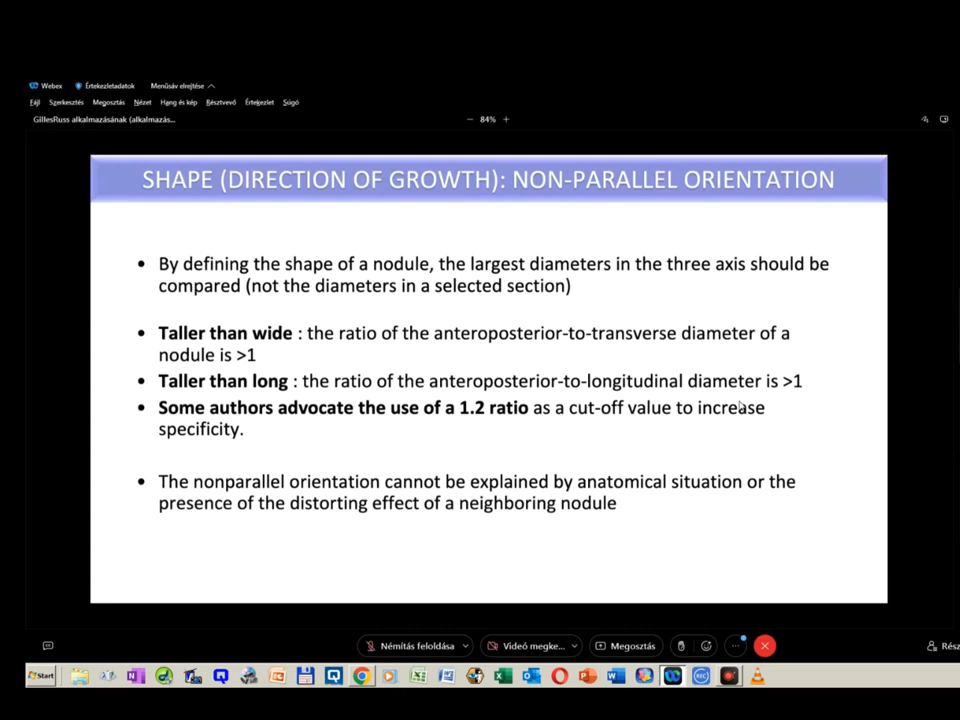 Webex Értekezletadatok Menüsáv elrejtése
Fájl Szerkesztés Megosztás Nézet Hang és kép Résztvevő Értekezlet Súgó
GillesRuss alkalmazásának (alkalmazás... 84%
SHAPE (DIRECTION OF GROWTH): NON-PARALLEL ORIENTATION
• By defining the shape of a nodule, the largest diameters in the three axis should be
compared (not the diameters in a selected section)
• Taller than wide : the ratio of the anteroposterior-to-transverse diameter of a
nodule is >1
• Taller than long : the ratio of the anteroposterior-to-longitudinal diameter is >1
• Some authors advocate the use of a 1.2 ratio as a cut-off value to increase
specificity.
• The nonparallel orientation cannot be explained by anatomical situation or the
presence of the distorting effect of a neighboring nodule
Némítás feloldása Videó megke... Megosztás Rész
Start REC